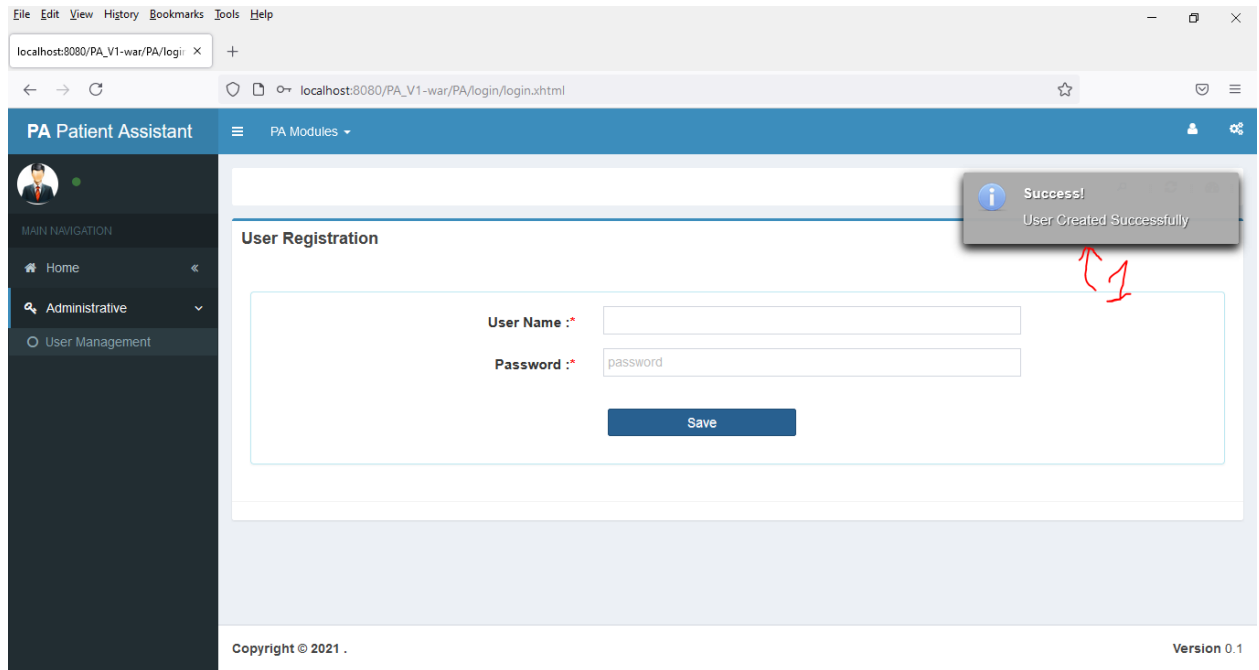 File Edit View History Bookmarks Tools Help
localhost:8080/PA_V1-war/PA/login
localhost:8080/PA_V1-war/PA/login/login.xhtml
PA Patient Assistant
PA Modules
Success!
User Created Successfully
1
MAIN NAVIGATION
Home
Administrative
User Management
User Registration
User Name :*
Password :*
password
Save
Copyright © 2021 .
Version 0.1